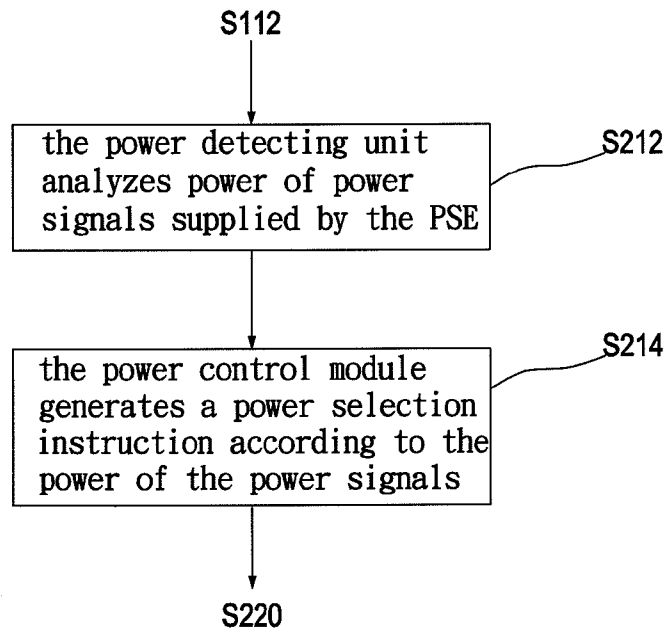 S112
the power detecting unit
analyzes power of power
signals supplied by the PSE
S212
the power control module
generates a power selection
instruction according to the
power of the power signals
S214
S220